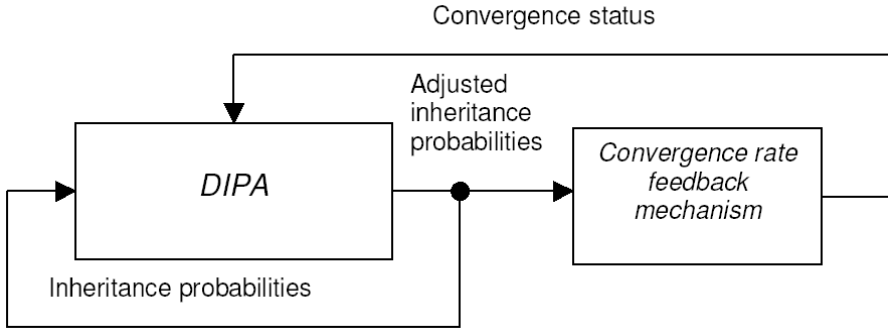 Convergence status
Adjusted
inheritance
probabilities
DIPA
Convergence rate
feedback
mechanism
Inheritance probabilities